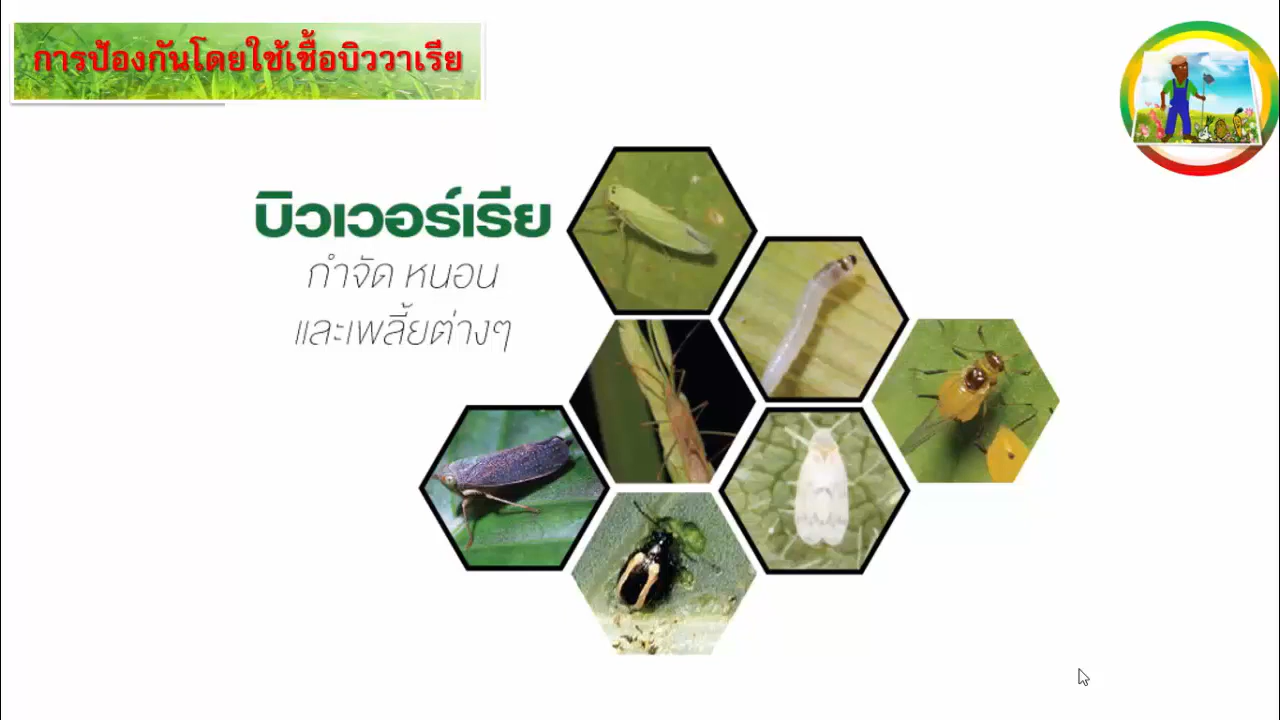 การป้องกันโดยใช้เชื้อบิววาเรีย
บิวเวอร์เรีย
กำจัด หนอน
และเพลี้ยต่างๆ